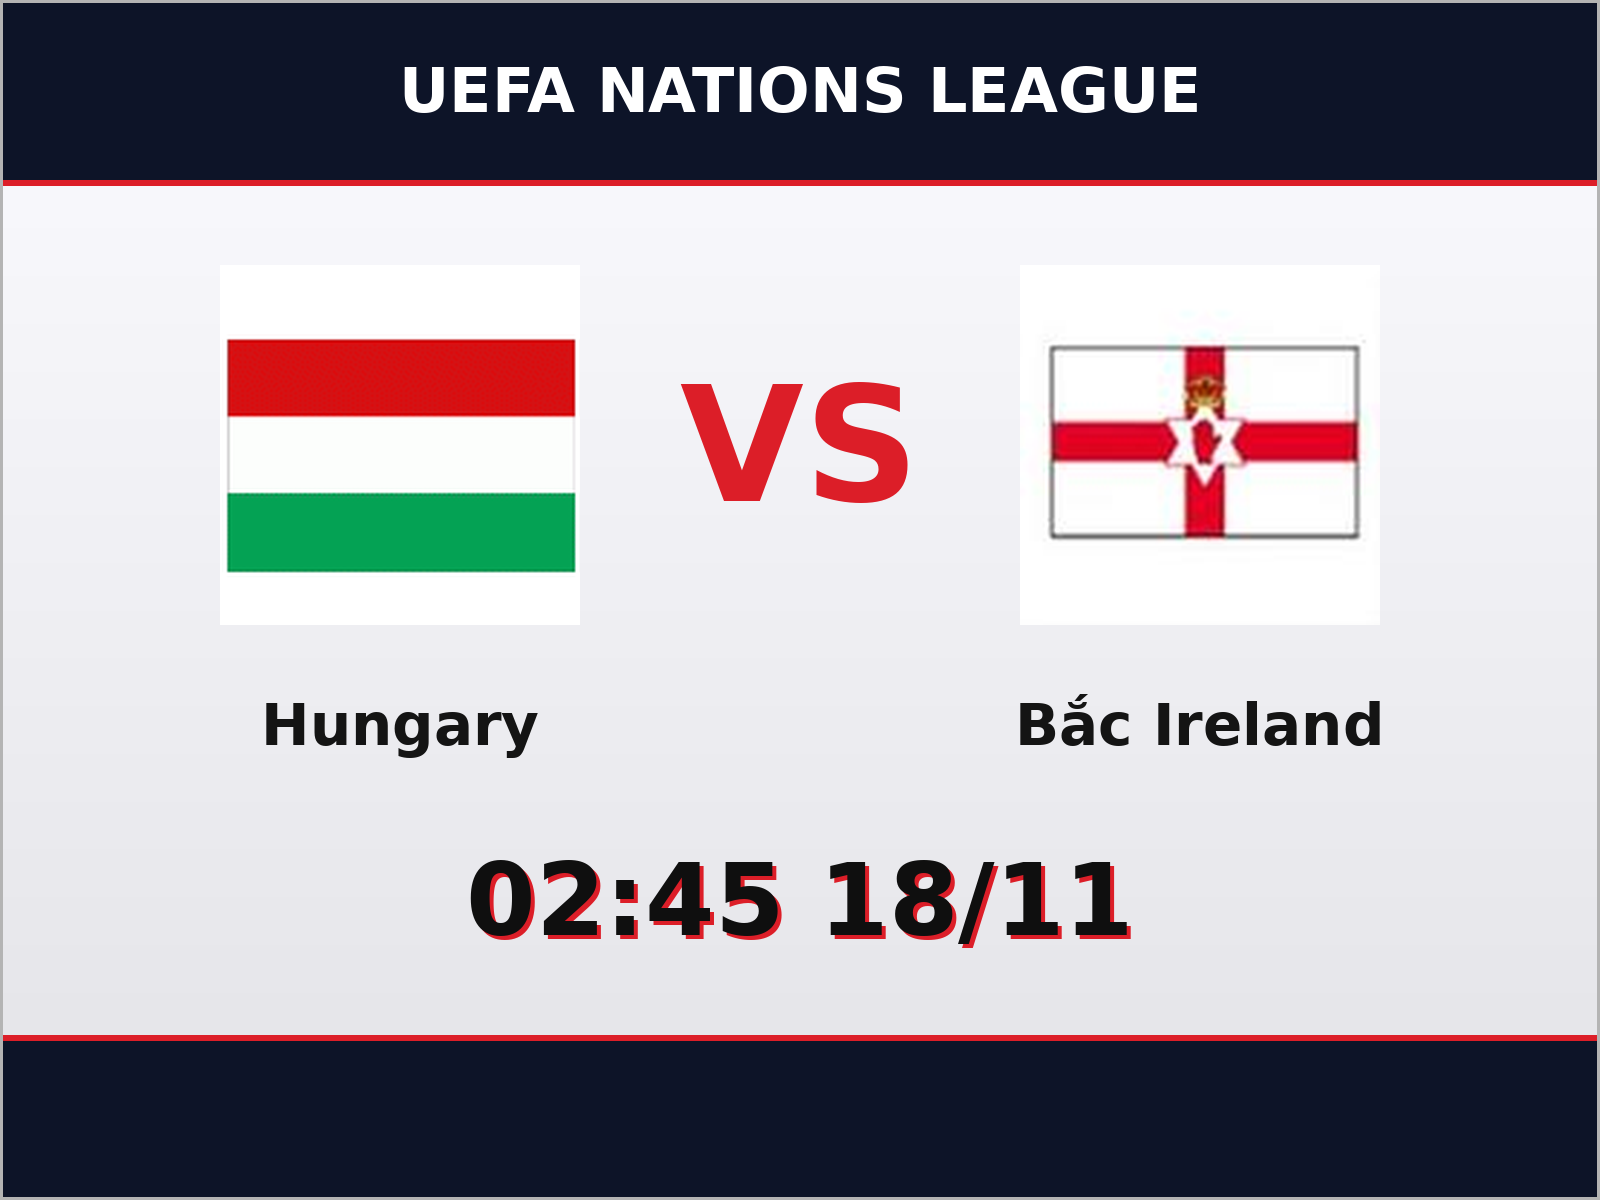 UEFA NATIONS LEAGUE
VS
Hungary
Bắc Ireland
02:45 18/11